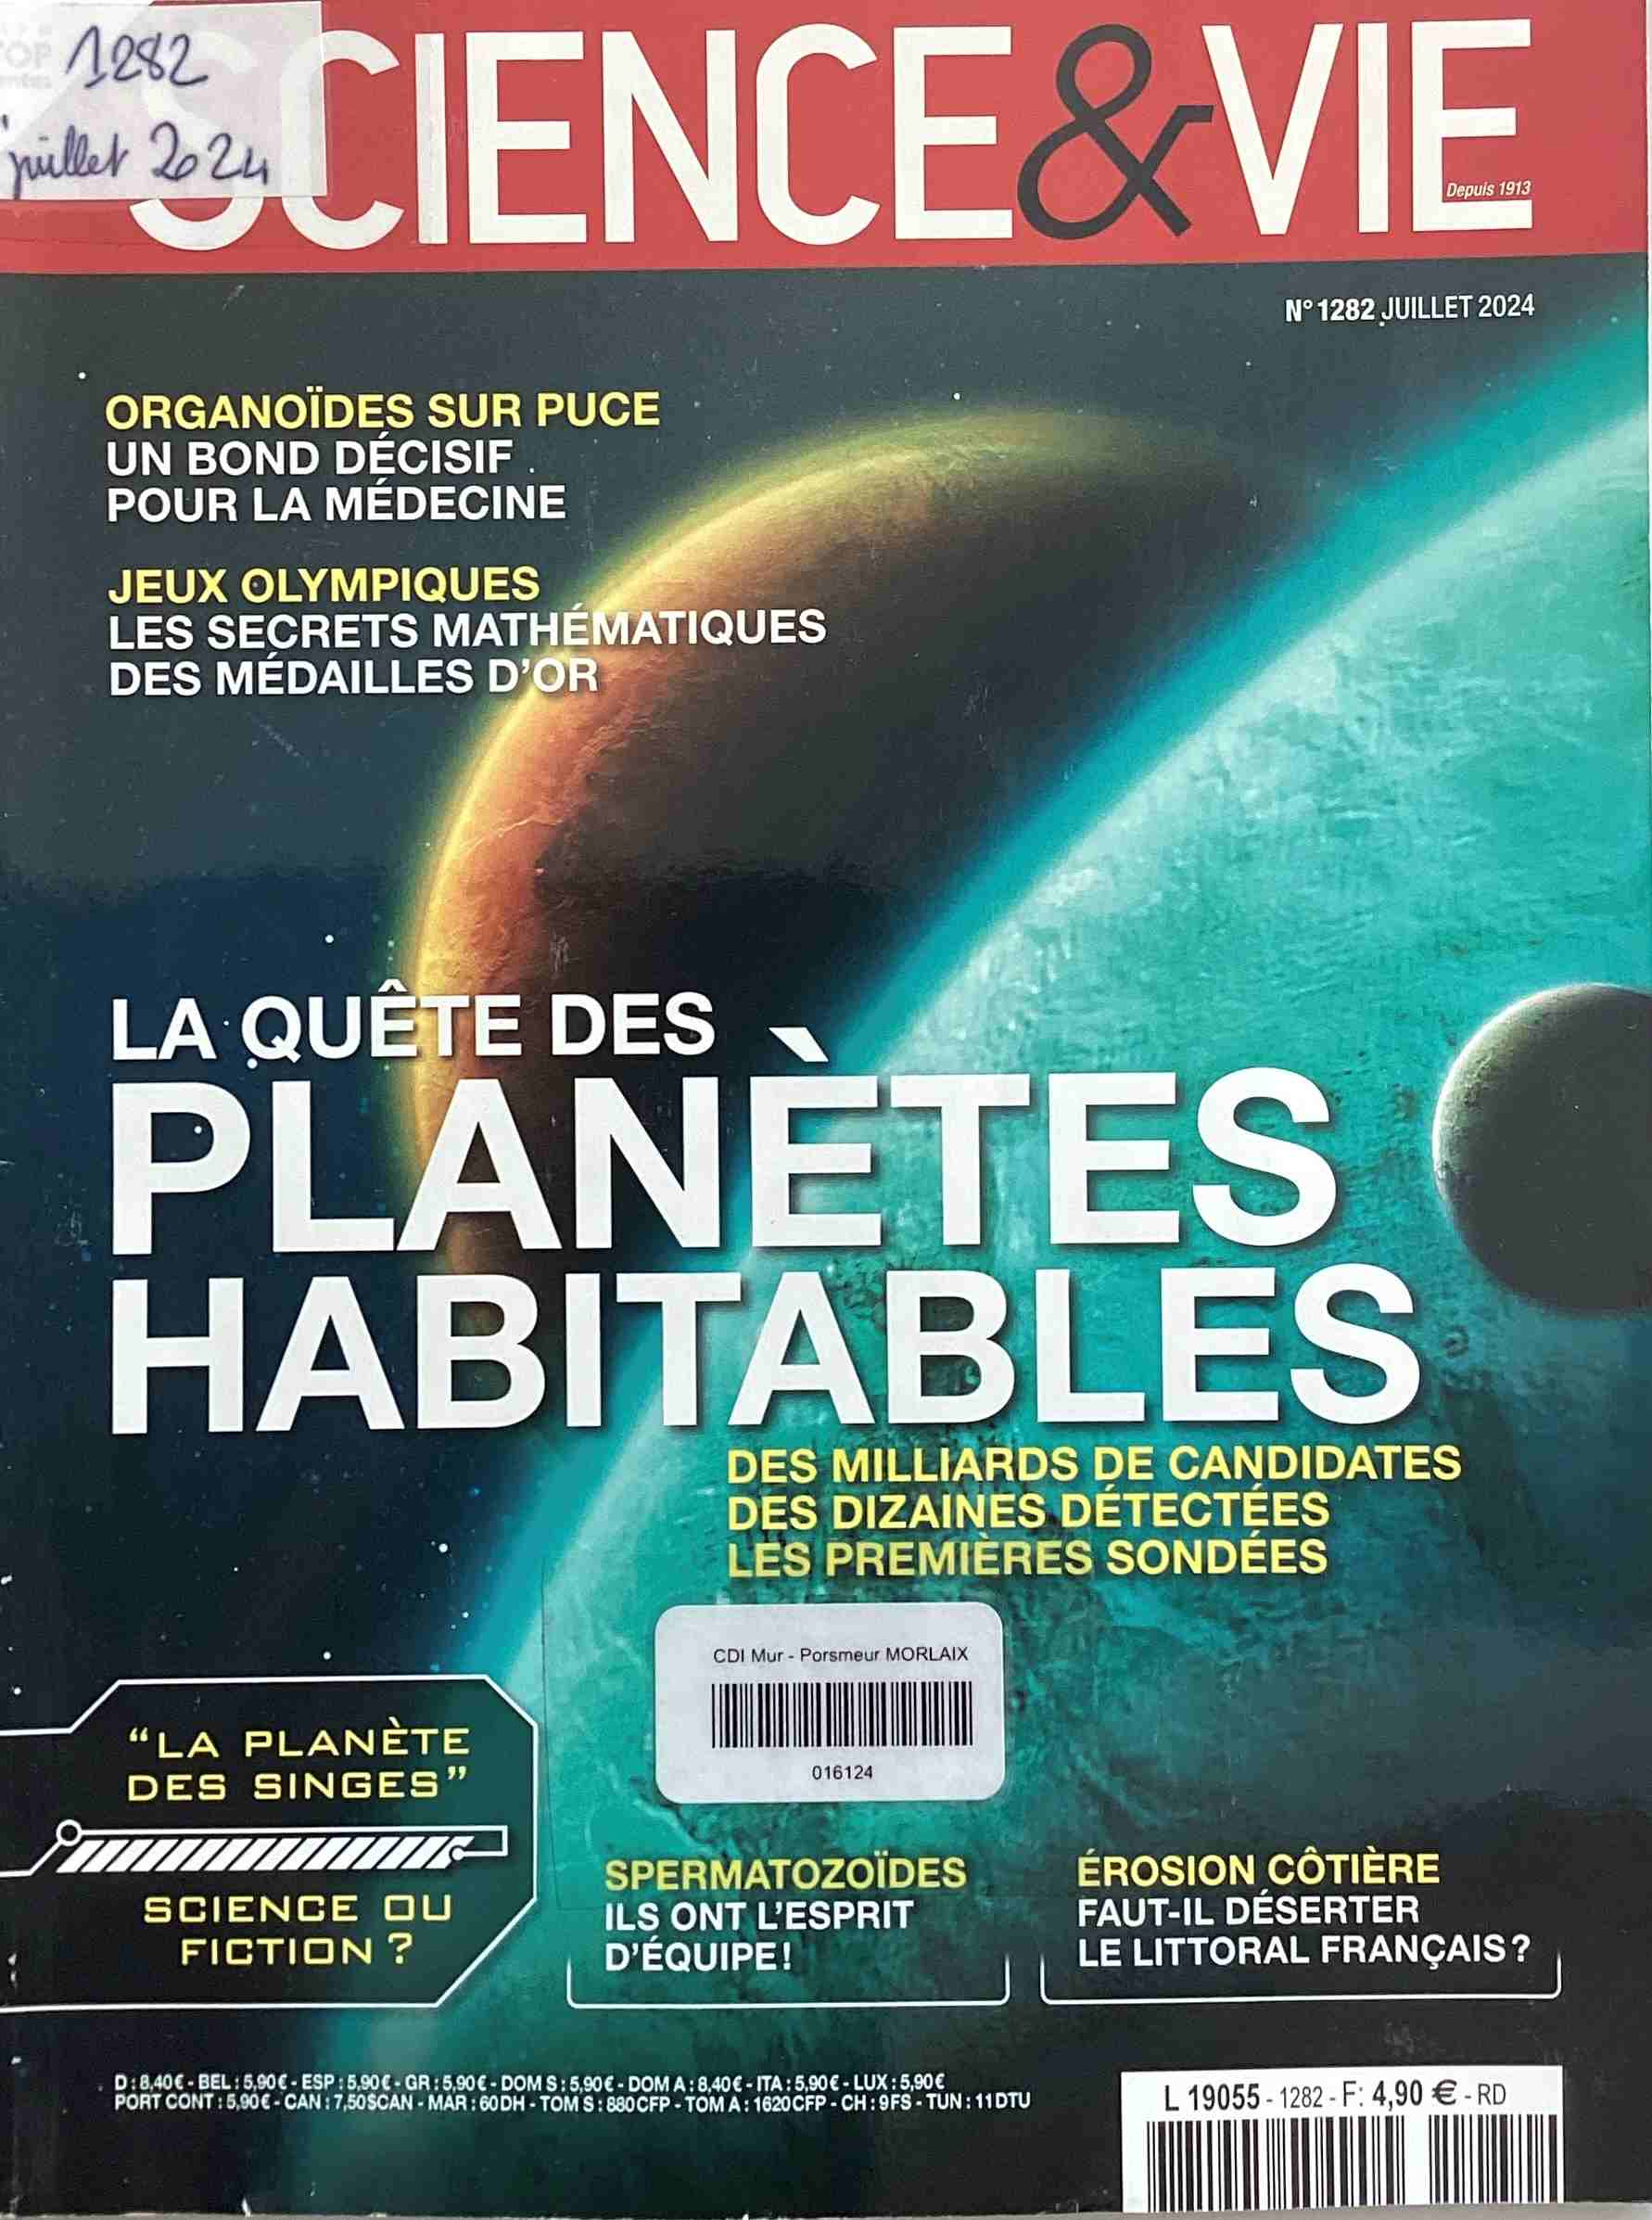 1282
juillet 2024
SCIENCE&VIE
Depuis 1913
N° 1282 JUILLET 2024
ORGANOÏDES SUR PUCE
UN BOND DÉCISIF
POUR LA MÉDECINE
JEUX OLYMPIQUES
LES SECRETS MATHÉMATIQUES
DES MÉDAILLES D'OR
LA QUÊTE DES
PLANÈTES
HABITABLES
DES MILLIARDS DE CANDIDATES
DES DIZAINES DÉTECTÉES
LES PREMIÈRES SONDÉES
CDI Mur - Porsmeur MORLAIX
016124
“LA PLANÈTE
DES SINGES”
SCIENCE OU
FICTION ?
SPERMATOZOÏDES
ILS ONT L'ESPRIT
D'ÉQUIPE!
ÉROSION CÔTIÈRE
FAUT-IL DÉSERTER
LE LITTORAL FRANÇAIS?
D : 8,40 € - BEL : 5,90 € - ESP : 5,90 € - GR : 5,90 € - DOM S : 5,90 € - DOM A : 8,40 € - ITA : 5,90 € - LUX : 5,90 €
PORT CONT : 5,90 € - CAN : 7,50 $CAN - MAR : 60 DH - TOM S : 880 CFP - TOM A : 1620 CFP - CH : 9 FS - TUN : 11 DTU
L 19055 - 1282 - F: 4,90 € - RD